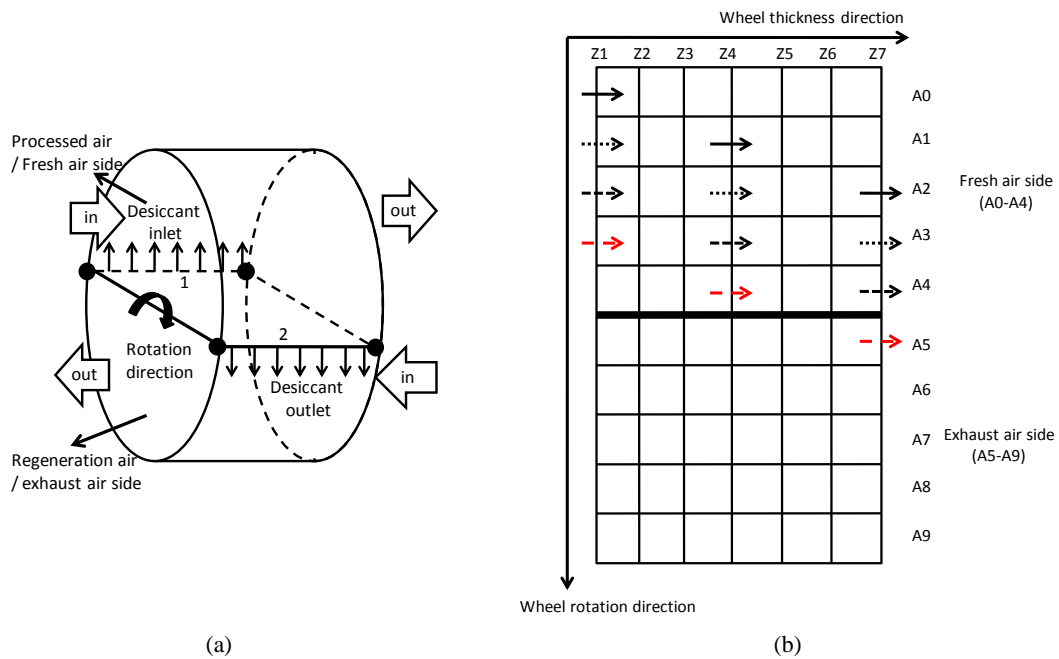 Processed air
/ Fresh air side
in
Desiccant
inlet
out
1
2
Rotation
direction
out
in
Desiccant
outlet
Regeneration air
/ exhaust air side
(a)
Wheel thickness direction
Z1 Z2 Z3 Z4 Z5 Z6 Z7
A0
A1
A2
A3
A4
A5
A6
A7
A8
A9
Fresh air side
(A0-A4)
Exhaust air side
(A5-A9)
Wheel rotation direction
(b)